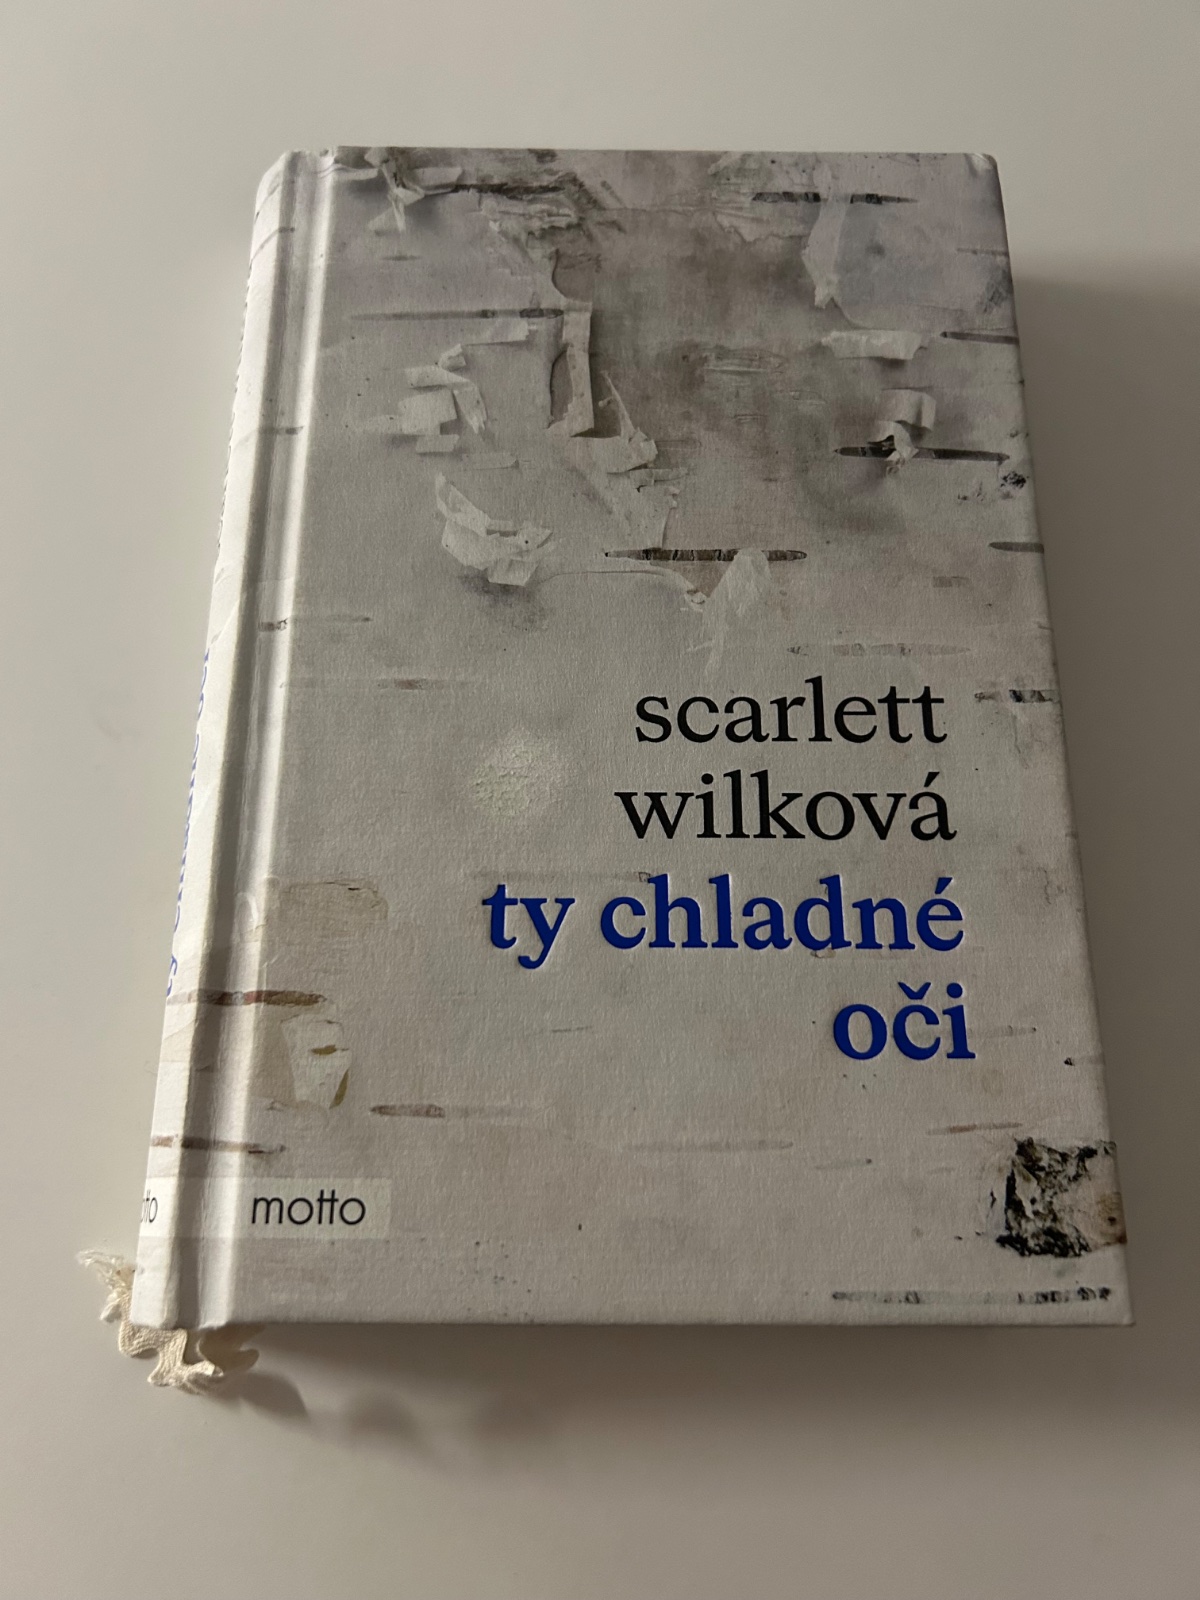 scarlett
wilková
ty chladné
oči
motto